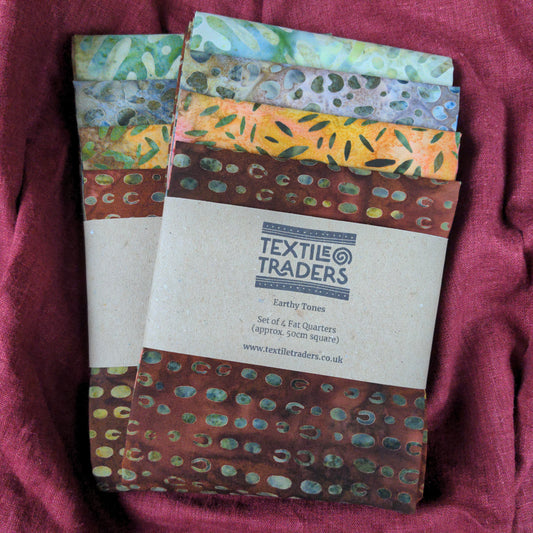 TEXTILE
TRADERS
Earthy Tones
Set of 4 Fat Quarters
(approx. 50cm square)
www.textiletraders.co.uk